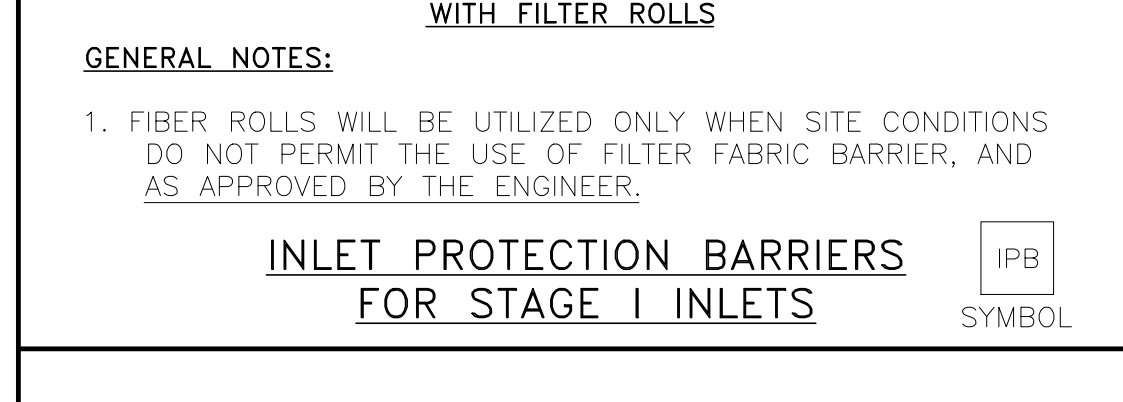 WITH FILTER ROLLS
GENERAL NOTES:
1. FIBER ROLLS WILL BE UTILIZED ONLY WHEN SITE CONDITIONS
DO NOT PERMIT THE USE OF FILTER FABRIC BARRIER, AND
AS APPROVED BY THE ENGINEER.
INLET PROTECTION BARRIERS
FOR STAGE I INLETS
IPB
SYMBOL